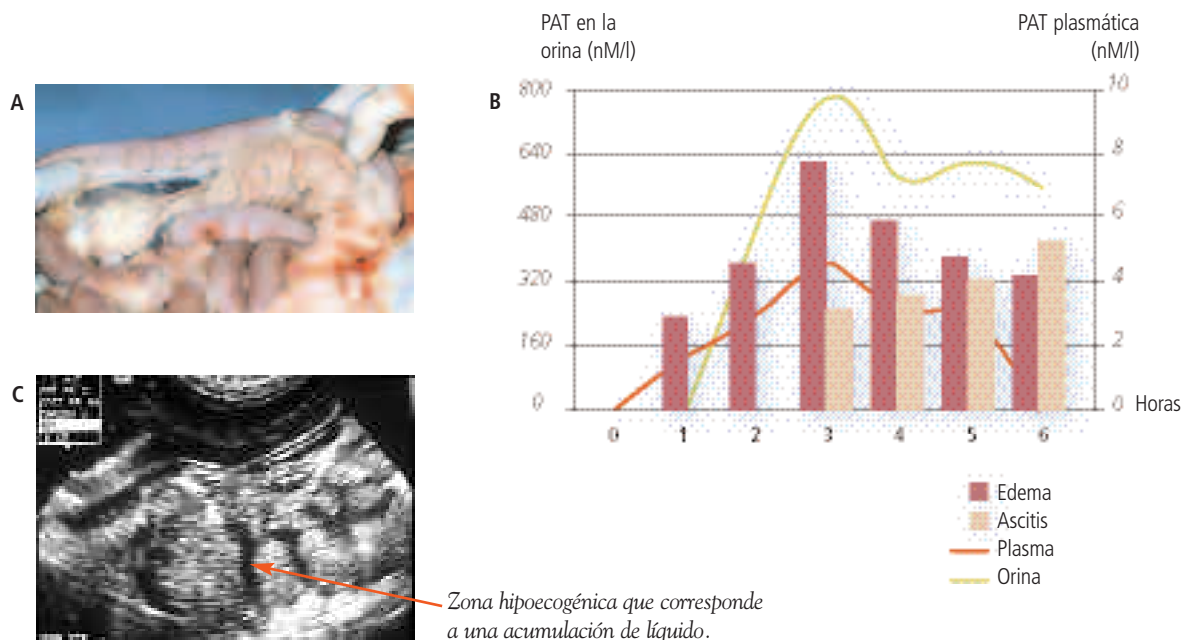 PAT en la
orina (nM/l)
PAT plasmática
(nM/l)
A
B
800
640
480
320
160
0
10
8
6
4
2
0
Horas
0 1 2 3 4 5 6
C
Edema
Ascitis
Plasma
Orina
Zona hipoecogénica que corresponde
a una acumulación de líquido.